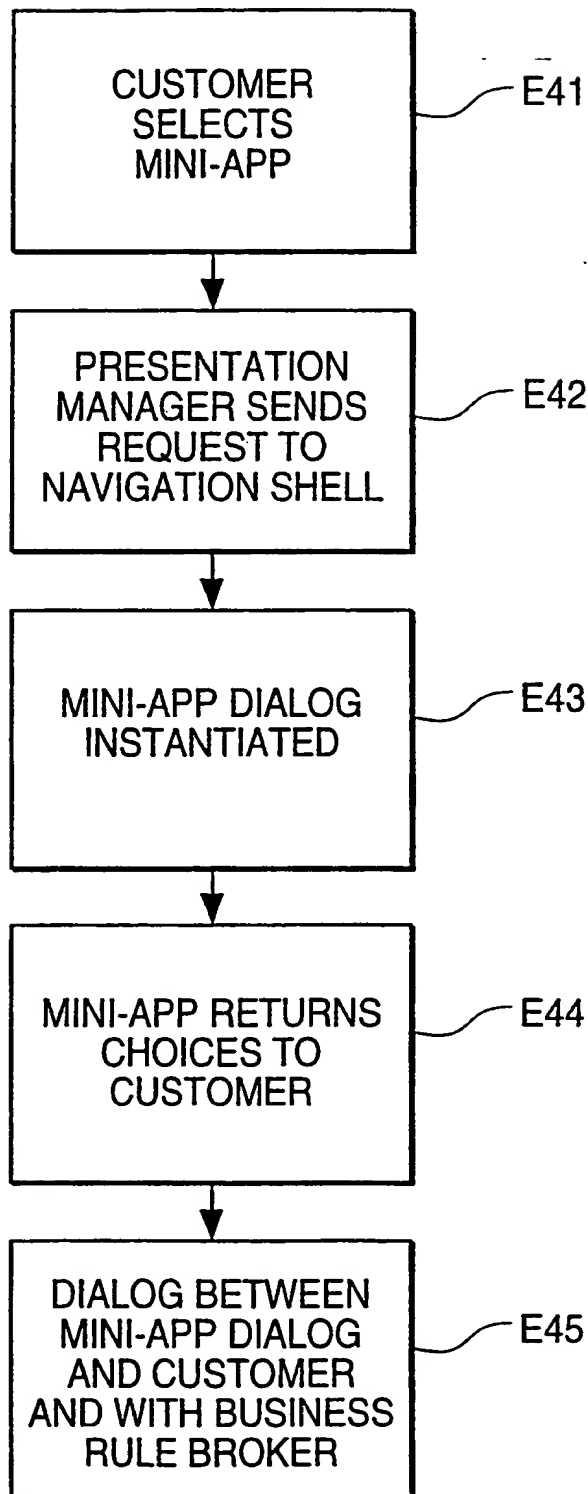 CUSTOMER
SELECTS
MINI-APP
E41
PRESENTATION
MANAGER SENDS
REQUEST TO
NAVIGATION SHELL
E42
MINI-APP DIALOG
INSTANTIATED
E43
MINI-APP RETURNS
CHOICES TO
CUSTOMER
E44
DIALOG BETWEEN
MINI-APP DIALOG
AND CUSTOMER
AND WITH BUSINESS
RULE BROKER
E45